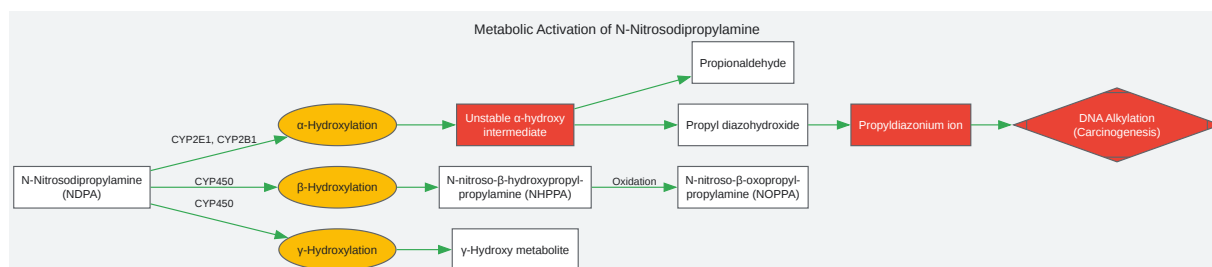 Metabolic Activation of N-Nitrosodipropylamine
Propionaldehyde
α-Hydroxylation
Unstable α-hydroxy
intermediate
Propyl diazohydroxide
Propyldiazonium ion
DNA Alkylation
(Carcinogenesis)
CYP2E1, CYP2B1
N-Nitrosodipropylamine
(NDPA)
CYP450
β-Hydroxylation
N-nitroso-β-hydroxypropyl-
propylamine (NHPPA)
Oxidation
N-nitroso-β-oxopropyl-
propylamine (NOPPA)
CYP450
γ-Hydroxylation
γ-Hydroxy metabolite